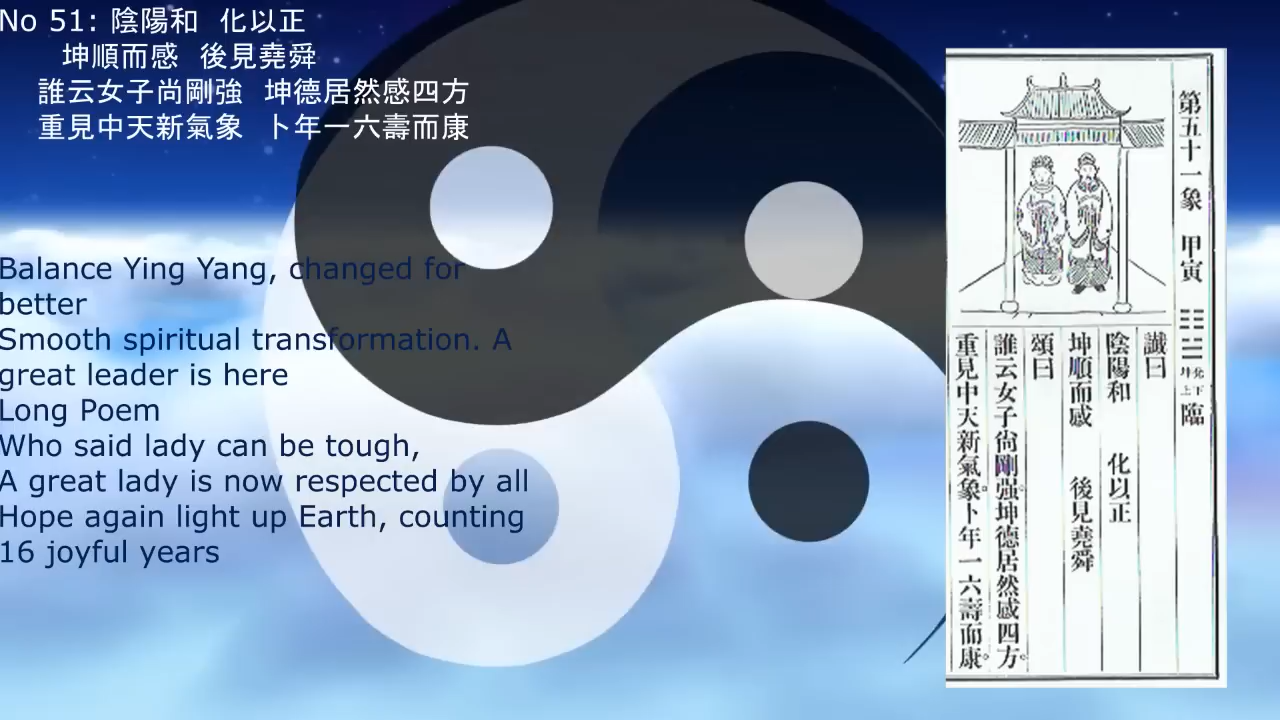 No 51: 陰陽和 化以正
坤順而感 後見堯舜
誰云女子尚剛強 坤德居然感四方
重見中天新氣象 卜年一六壽而康
Balance Ying Yang, changed for
better
Smooth spiritual transformation. A
great leader is here
Long Poem
Who said lady can be tough,
A great lady is now respected by all
Hope again light up Earth, counting
16 joyful years
第五十一象 甲寅 ䷒ 兌下坤上 臨
讖曰
陰陽和 化以正
坤順而感 後見堯舜
頌曰
誰云女子尙剛强坤德居然感四方。
重見中天新氣象。卜年一六壽而康。